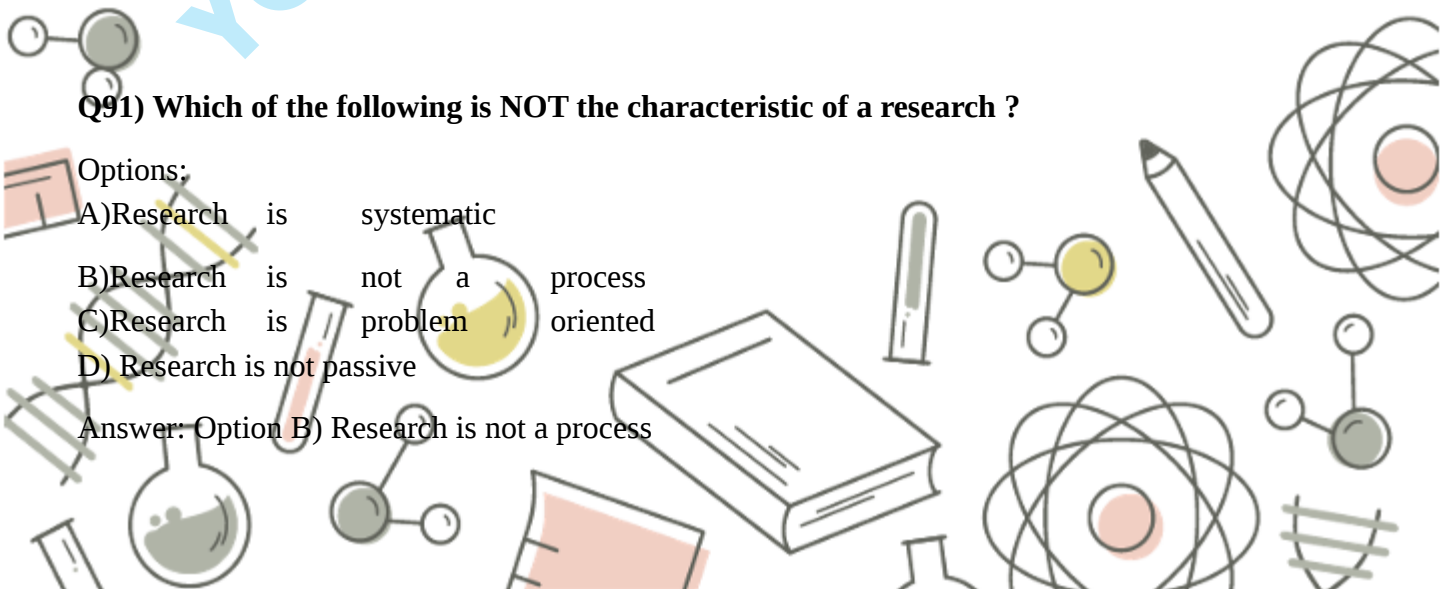 Q91) Which of the following is NOT the characteristic of a research ?
Options;
A)Research is systematic
B)Research is not a process
C)Research is problem oriented
D) Research is not passive
Answer: Option B) Research is not a process